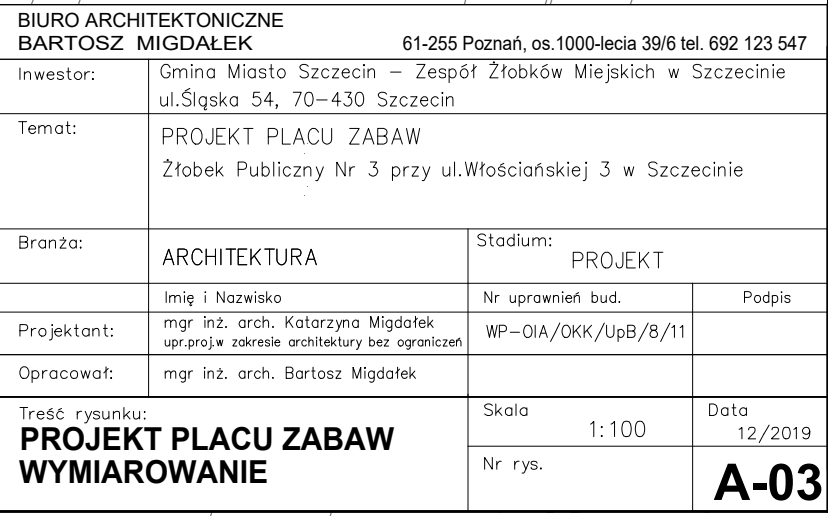 BIURO ARCHITEKTONICZNE
BARTOSZ MIGDAŁEK 61-255 Poznań, os.1000-lecia 39/6 tel. 692 123 547
Inwestor: Gmina Miasto Szczecin – Zespół Żłobków Miejskich w Szczecinie
ul.Śląska 54, 70–430 Szczecin
Temat: PROJEKT PLACU ZABAW
Żłobek Publiczny Nr 3 przy ul.Włościańskiej 3 w Szczecinie
Branża: ARCHITEKTURA Stadium: PROJEKT
Imię i Nazwisko Nr uprawnień bud. Podpis
Projektant: mgr inż. arch. Katarzyna Migdałek WP–OIA/OKK/UpB/8/11
upr.proj.w zakresie architektury bez ograniczeń
Opracował: mgr inż. arch. Bartosz Migdałek
Treść rysunku: Skala 1:100 Data 12/2019
PROJEKT PLACU ZABAW
WYMIAROWANIE Nr rys. A-03